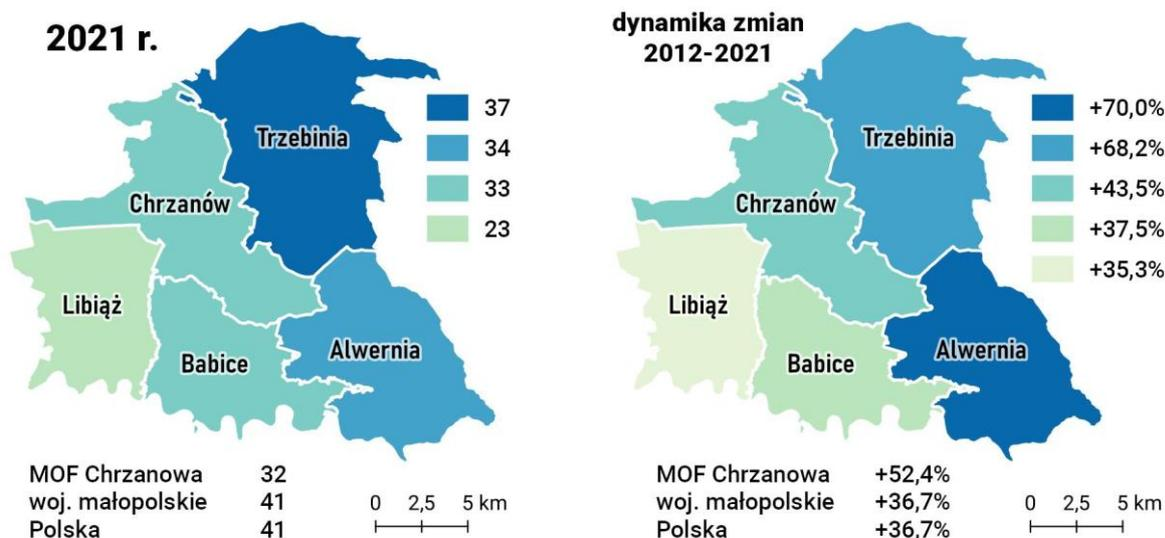 2021 r.
37
34
33
23
Trzebinia
Chrzanów
Libiąż
Babice
Alwernia
MOF Chrzanowa 32
woj. małopolskie 41
Polska 41
0 2,5 5 km
dynamika zmian
2012-2021
+70,0%
+68,2%
+43,5%
+37,5%
+35,3%
Trzebinia
Chrzanów
Libiąż
Babice
Alwernia
MOF Chrzanowa +52,4%
woj. małopolskie +36,7%
Polska +36,7%
0 2,5 5 km